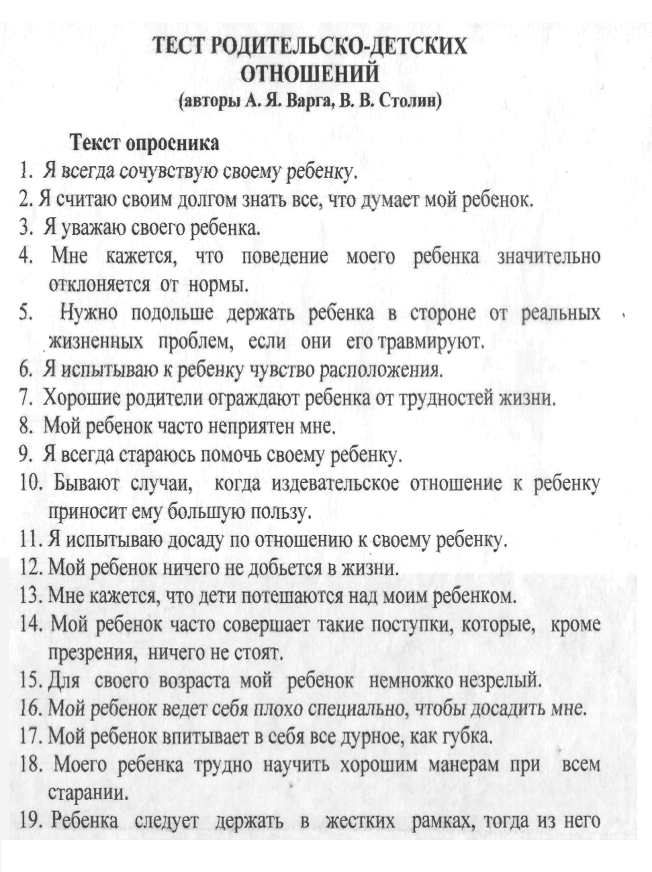 ТЕСТ РОДИТЕЛЬСКО-ДЕТСКИХ
ОТНОШЕНИЙ
(авторы А. Я. Варга, В. В. Столин)
Текст опросника
1. Я всегда сочувствую своему ребенку.
2. Я считаю своим долгом знать все, что думает мой ребенок.
3. Я уважаю своего ребенка.
4. Мне кажется, что поведение моего ребенка значительно
отклоняется от нормы.
5. Нужно подольше держать ребенка в стороне от реальных
жизненных проблем, если они его травмируют.
6. Я испытываю к ребенку чувство расположения.
7. Хорошие родители ограждают ребенка от трудностей жизни.
8. Мой ребенок часто неприятен мне.
9. Я всегда стараюсь помочь своему ребенку.
10. Бывают случаи, когда издевательское отношение к ребенку
приносит ему большую пользу.
11. Я испытываю досаду по отношению к своему ребенку.
12. Мой ребенок ничего не добьется в жизни.
13. Мне кажется, что дети потешаются над моим ребенком.
14. Мой ребенок часто совершает такие поступки, которые, кроме
презрения, ничего не стоят.
15. Для своего возраста мой ребенок немножко незрелый.
16. Мой ребенок ведет себя плохо специально, чтобы досадить мне.
17. Мой ребенок впитывает в себя все дурное, как губка.
18. Моего ребенка трудно научить хорошим манерам при всем
старании.
19. Ребенка следует держать в жестких рамках, тогда из него